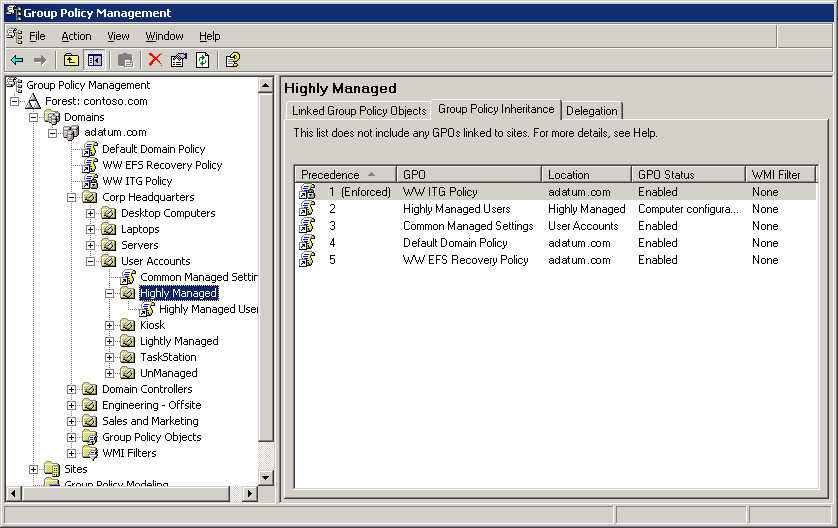 Group Policy Management
File Action View Window Help
Group Policy Management
Forest: contoso.com
Domains
adatum.com
Default Domain Policy
WW EFS Recovery Policy
WW ITG Policy
Corp Headquarters
Desktop Computers
Laptops
Servers
User Accounts
Common Managed Settin
Highly Managed
Highly Managed User
Kiosk
Lightly Managed
TaskStation
UnManaged
Domain Controllers
Engineering - Offsite
Sales and Marketing
Group Policy Objects
WMI Filters
Sites
Group Policy Modeling
Highly Managed
Linked Group Policy Objects Group Policy Inheritance Delegation
This list does not include any GPOs linked to sites. For more details, see Help.
Precedence GPO Location GPO Status WMI Filter
1 (Enforced) WW ITG Policy adatum.com Enabled None
2 Highly Managed Users Highly Managed Computer configura... None
3 Common Managed Settings User Accounts Enabled None
4 Default Domain Policy adatum.com Enabled None
5 WW EFS Recovery Policy adatum.com Enabled None